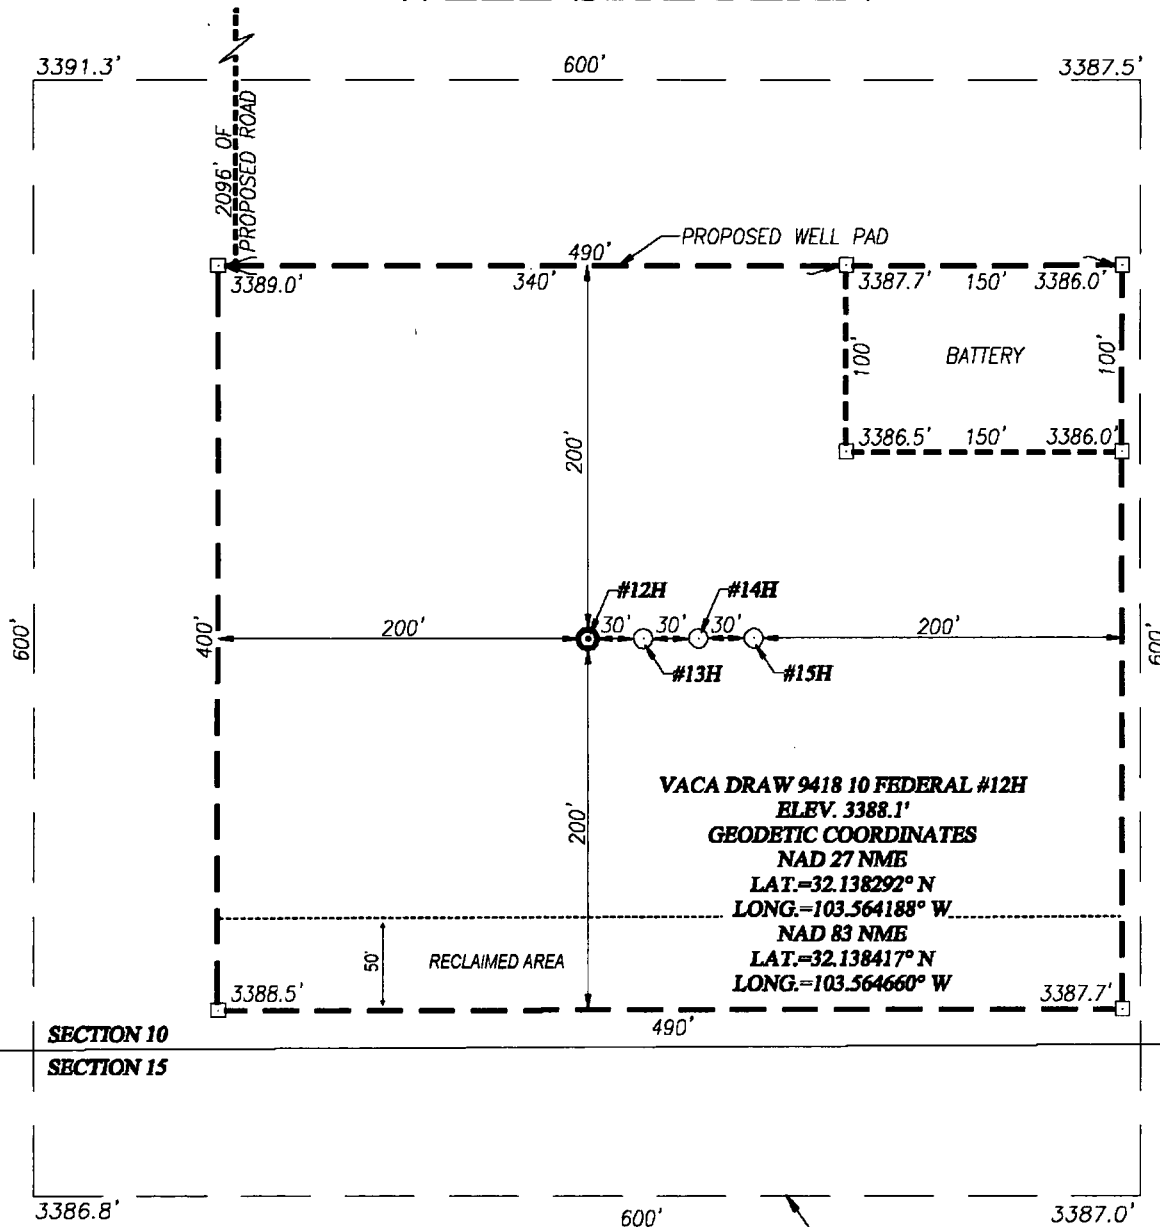 3391.3'
600'
3387.5'
2096' OF
PROPOSED ROAD
PROPOSED WELL PAD
490'
3389.0'
340'
3387.7'
150'
3386.0'
100'
BATTERY
100'
3386.5'
150'
3386.0'
200'
#12H
#14H
600'
400'
200'
30'
30'
30'
200'
600'
#13H
#15H
200'
VACA DRAW 9418 10 FEDERAL #12H
ELEV. 3388.1'
GEODETIC COORDINATES
NAD 27 NME
LAT.=32.138292° N
LONG.=103.564188° W
NAD 83 NME
LAT.=32.138417° N
LONG.=103.564660° W
50'
RECLAIMED AREA
3388.5'
3387.7'
490'
SECTION 10
SECTION 15
3386.8'
600'
3387.0'